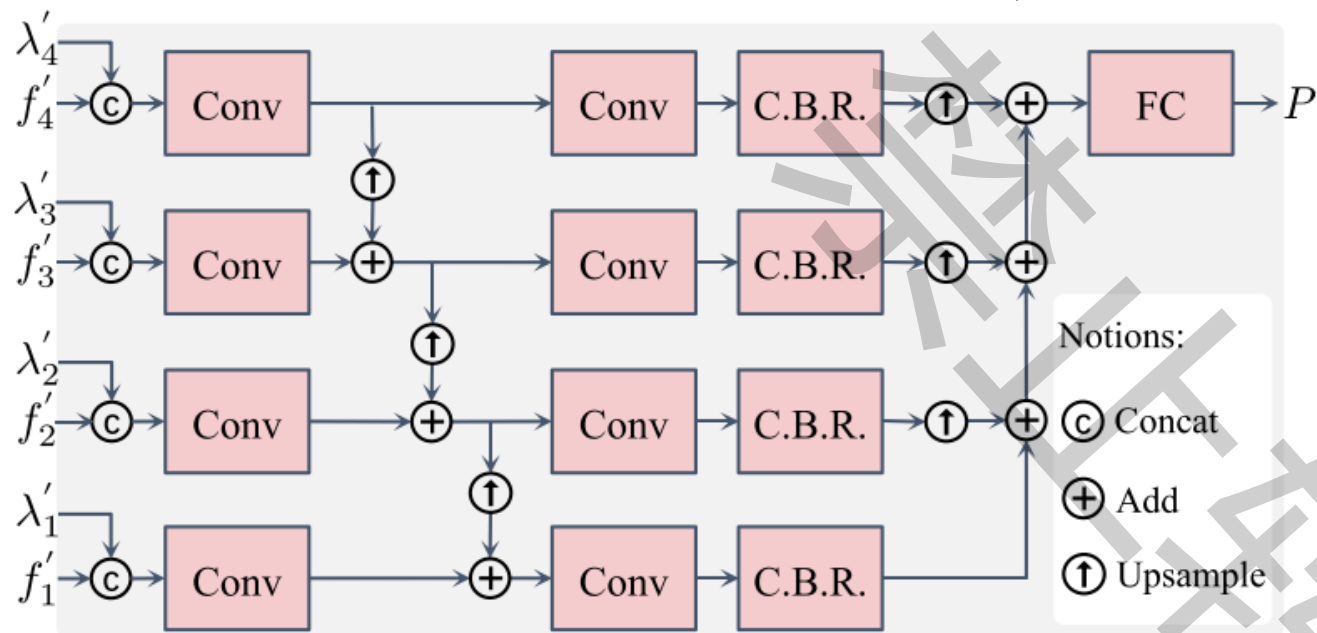 λ′4
f′4 c Conv Conv C.B.R. ↑ + FC P
↑
λ′3
f′3 c Conv + Conv C.B.R. ↑ +
↑
Notions:
λ′2
f′2 c Conv + Conv C.B.R. ↑ +
c Concat
↑
+ Add
λ′1
f′1 c Conv + Conv C.B.R.
↑ Upsample